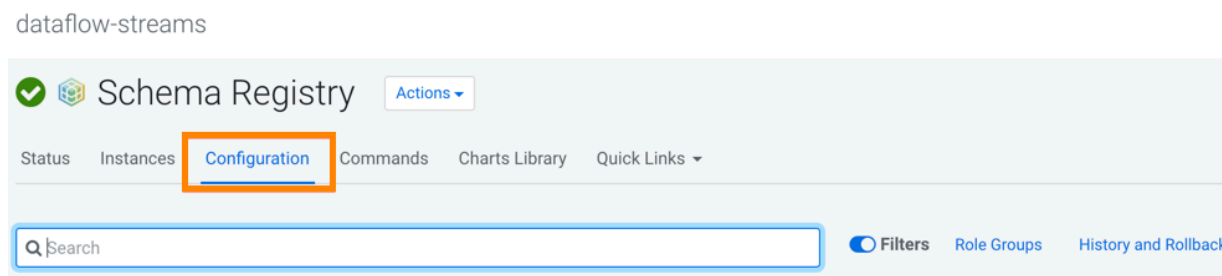 dataflow-streams
Schema Registry Actions
Status Instances Configuration Commands Charts Library Quick Links
Search Filters Role Groups History and Rollback